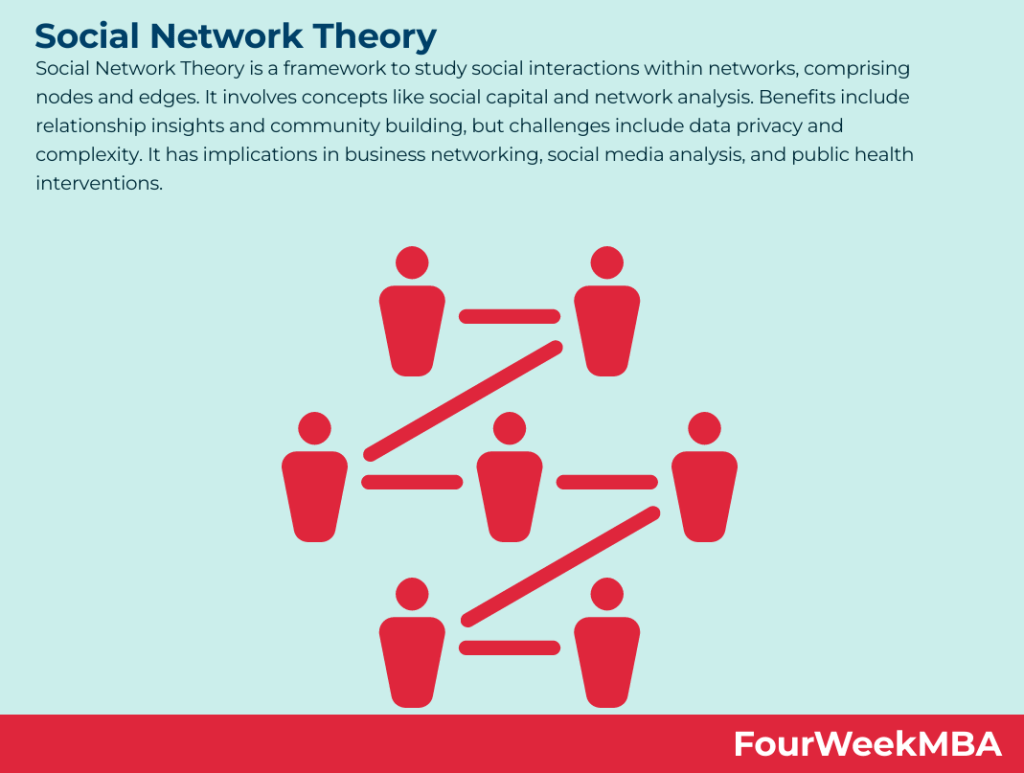 Social Network Theory
Social Network Theory is a framework to study social interactions within networks, comprising
nodes and edges. It involves concepts like social capital and network analysis. Benefits include
relationship insights and community building, but challenges include data privacy and
complexity. It has implications in business networking, social media analysis, and public health
interventions.
FourWeekMBA